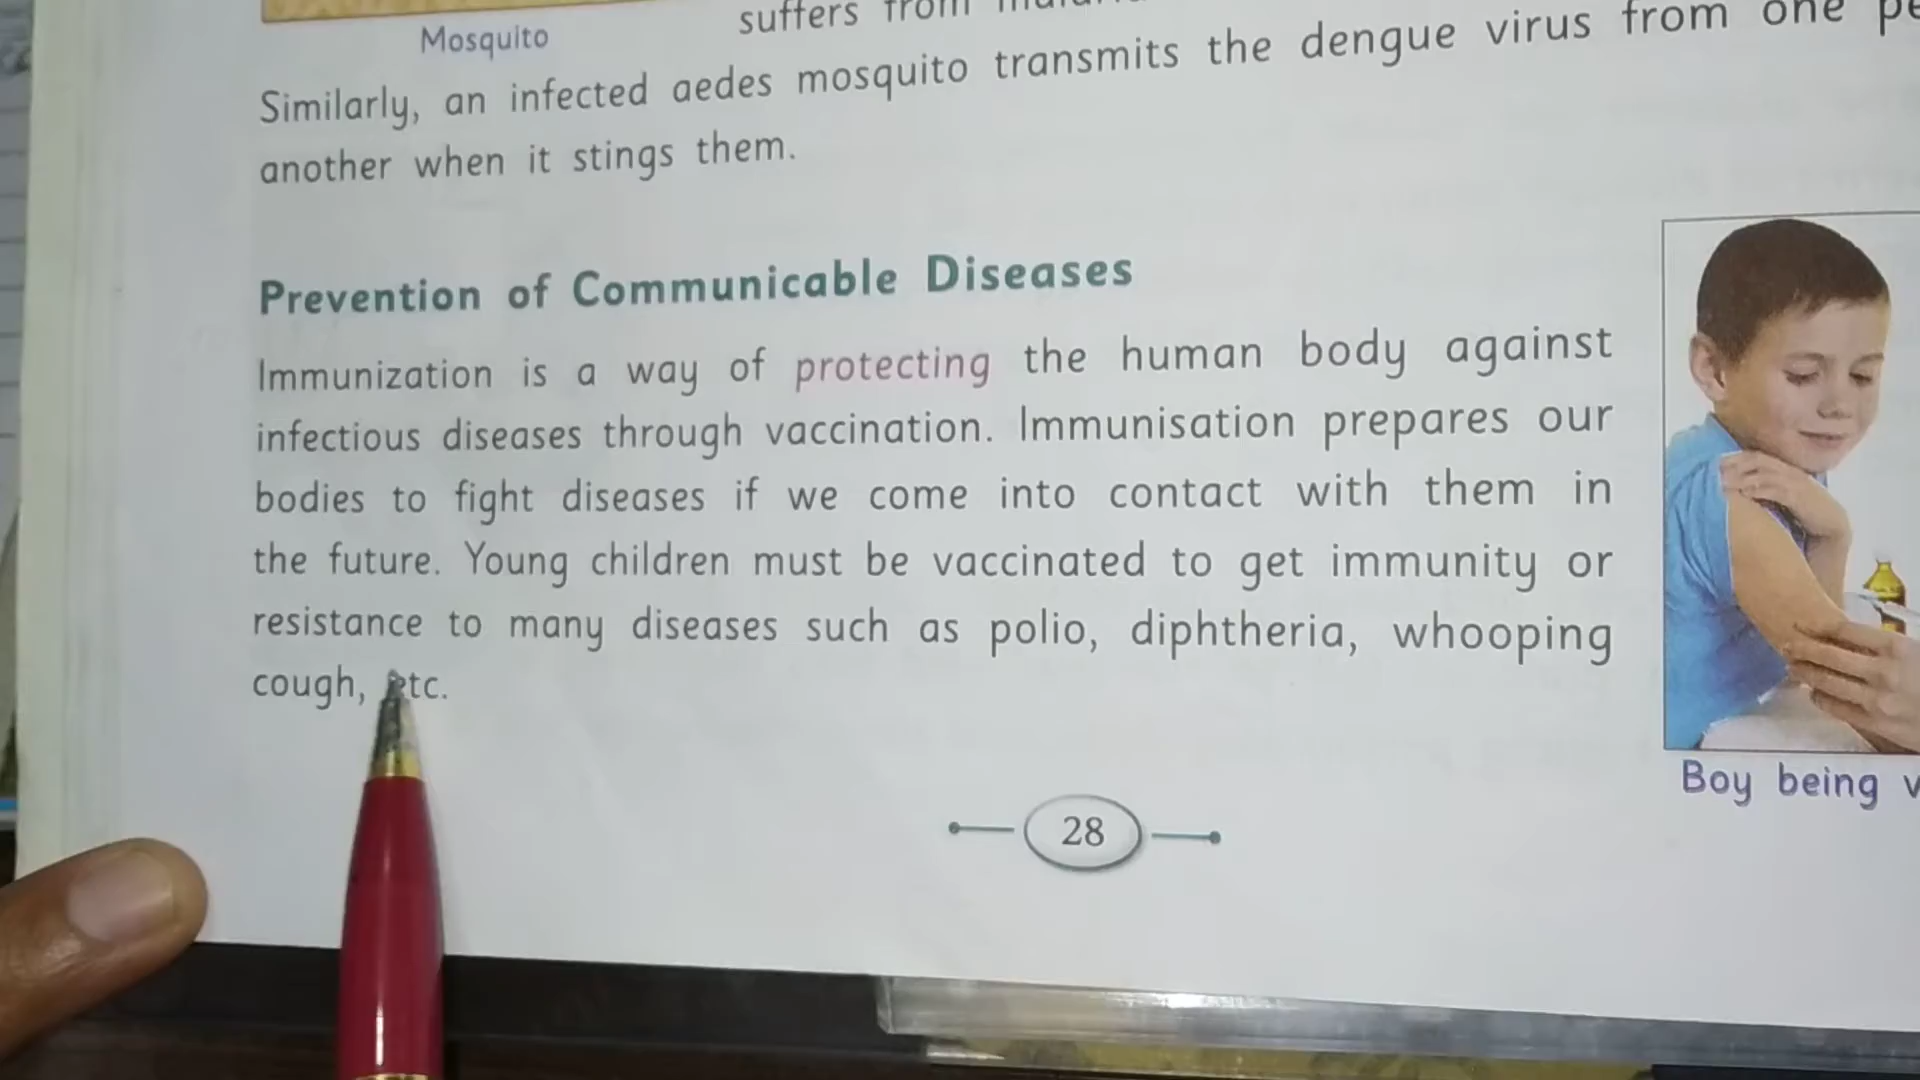 Mosquito
suffers from
Similarly, an infected aedes mosquito transmits the dengue virus from one
another when it stings them.
Prevention of Communicable Diseases
Immunization is a way of protecting the human body against
infectious diseases through vaccination. Immunisation prepares our
bodies to fight diseases if we come into contact with them in
the future. Young children must be vaccinated to get immunity or
resistance to many diseases such as polio, diphtheria, whooping
cough, etc.
Boy being
28